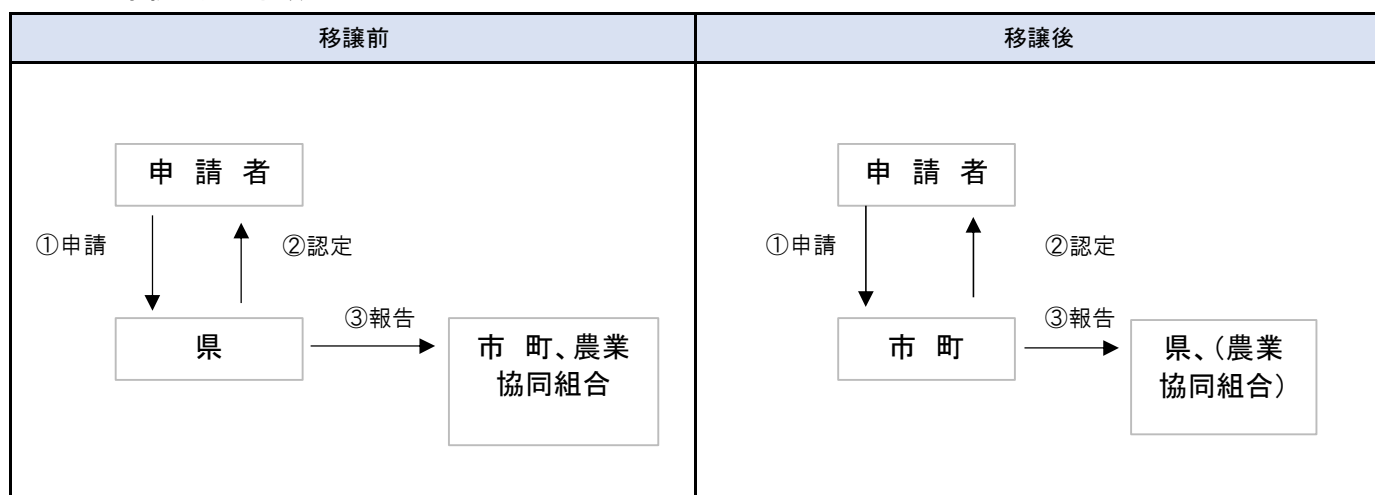 移譲前
移譲後
申 請 者
①申請
②認定
県
③報告
市 町、農業
協同組合
申 請 者
①申請
②認定
市 町
③報告
県、（農業
協同組合）